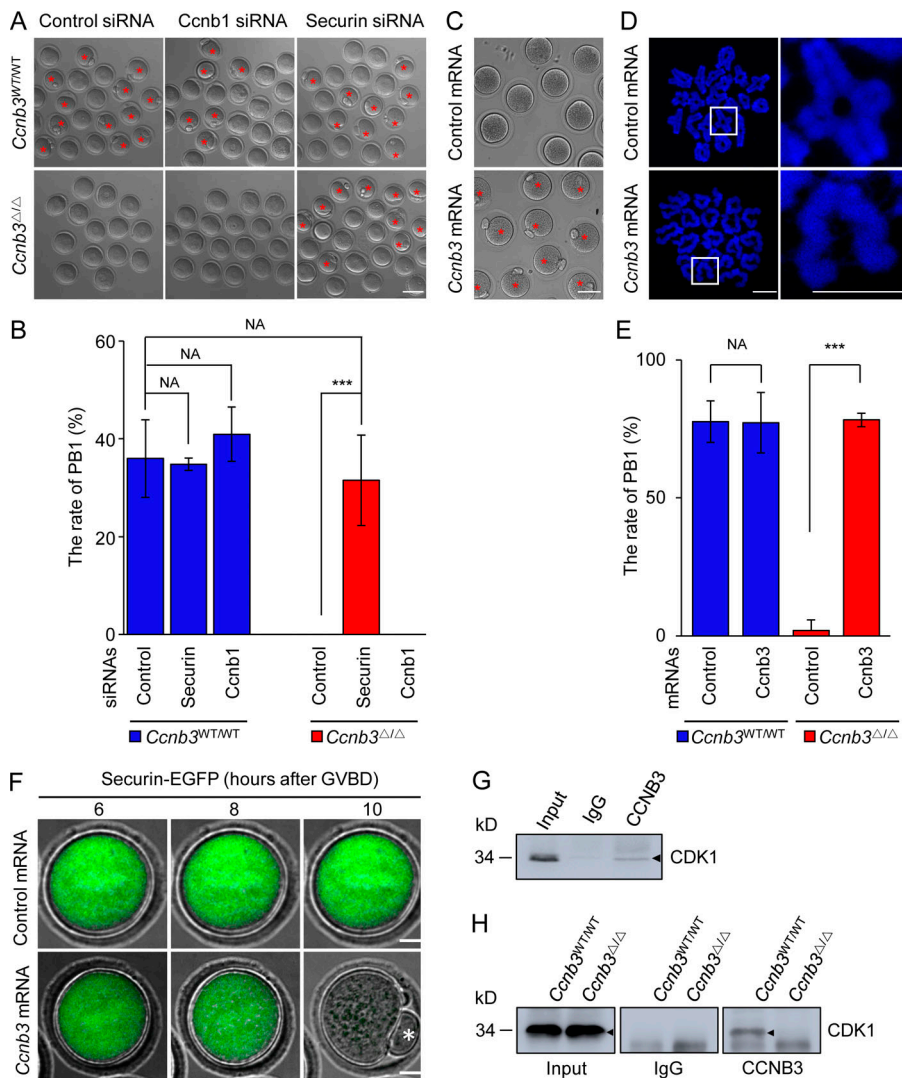 A
Control siRNA
Ccnb1 siRNA
Securin siRNA
Ccnb3WT/WT
Ccnb3△/△
* * * * * * * * * *
C
Control mRNA
Ccnb3 mRNA
D
Control mRNA
Ccnb3 mRNA
B
The rate of PB1 (%)
60
40
20
0
NA
NA
NA
***
siRNAs
Control
Securin
Ccnb1
Control
Securin
Ccnb1
Ccnb3WT/WT
Ccnb3△/△
E
The rate of PB1 (%)
100
50
0
NA
***
mRNAs
Control
Ccnb3
Control
Ccnb3
Ccnb3WT/WT
Ccnb3△/△
F
Securin-EGFP (hours after GVBD)
6 8 10
Control mRNA
Ccnb3 mRNA
*
G
kD
Input
IgG
CCNB3
34
CDK1
H
kD
Ccnb3WT/WT
Ccnb3△/△
Ccnb3WT/WT
Ccnb3△/△
Ccnb3WT/WT
Ccnb3△/△
34
CDK1
Input
IgG
CCNB3